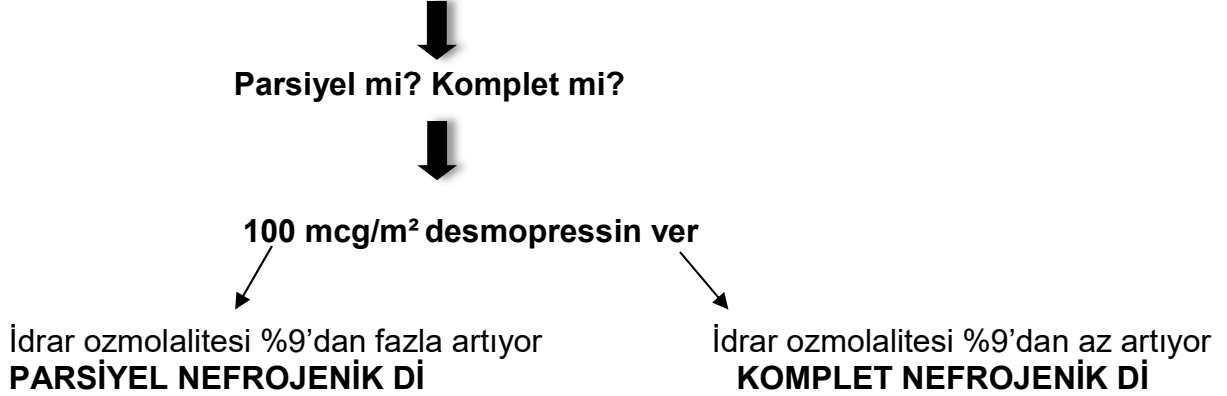 Parsiyel mi? Komplet mi?
100 mcg/m² desmopressin ver
İdrar ozmolalitesi %9’dan fazla artıyor
PARSİYEL NEFROJENİK Dİ
İdrar ozmolalitesi %9’dan az artıyor
KOMPLET NEFROJENİK Dİ